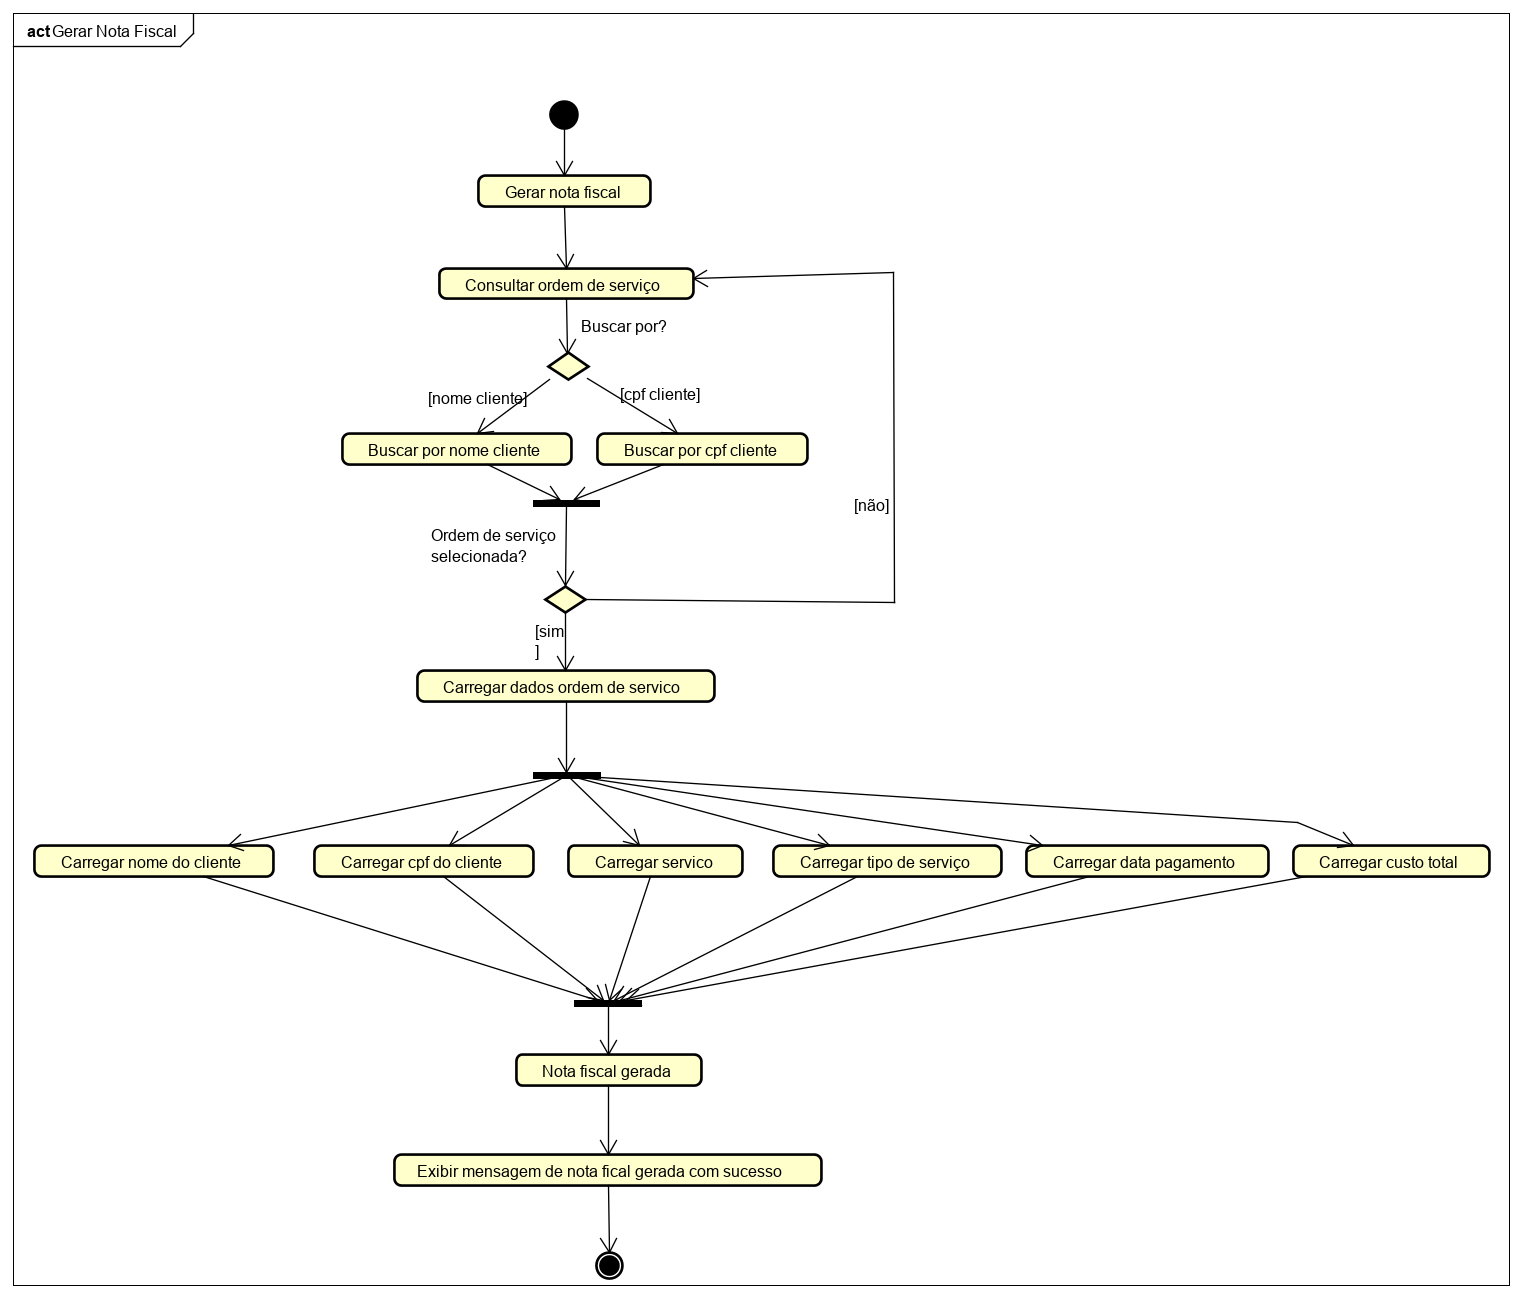 act Gerar Nota Fiscal
Gerar nota fiscal
Consultar ordem de serviço
Buscar por?
[nome cliente]
[cpf cliente]
Buscar por nome cliente
Buscar por cpf cliente
[não]
Ordem de serviço
selecionada?
[sim
]
Carregar dados ordem de servico
Carregar nome do cliente
Carregar cpf do cliente
Carregar servico
Carregar tipo de serviço
Carregar data pagamento
Carregar custo total
Nota fiscal gerada
Exibir mensagem de nota fical gerada com sucesso